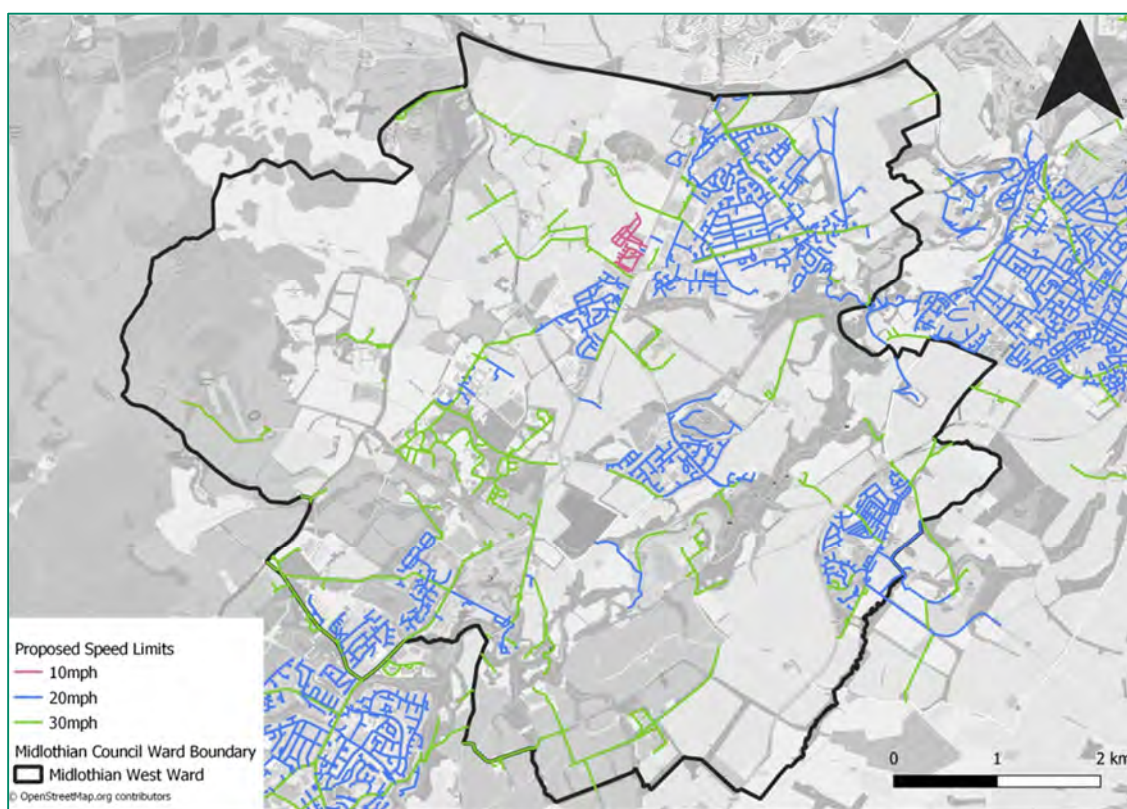 Proposed Speed Limits
10mph
20mph
30mph
Midlothian Council Ward Boundary
Midlothian West Ward
© OpenStreetMap.org contributors
0 1 2 km